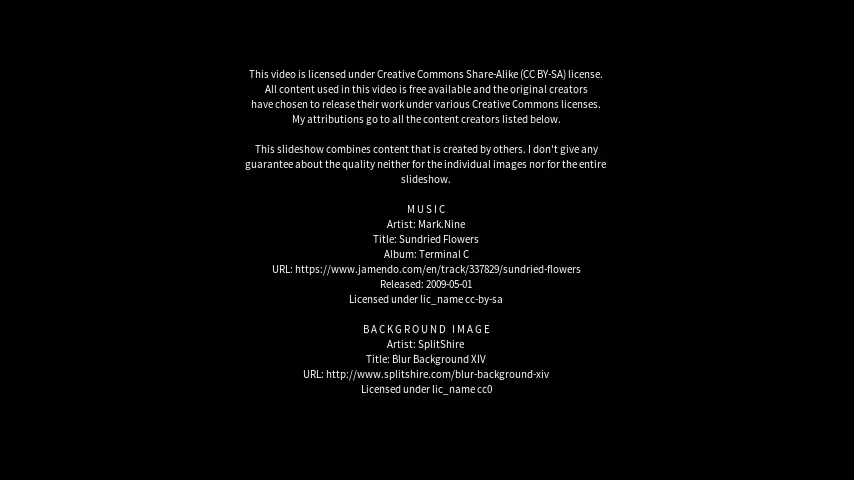 This video is licensed under Creative Commons Share-Alike (CC BY-SA) license.
All content used in this video is free available and the original creators
have chosen to release their work under various Creative Commons licenses.
My attributions go to all the content creators listed below.
This slideshow combines content that is created by others. I don't give any
guarantee about the quality neither for the individual images nor for the entire
slideshow.
MUSIC
Artist: Mark.Nine
Title: Sundried Flowers
Album: Terminal C
URL: https://www.jamendo.com/en/track/337829/sundried-flowers
Released: 2009-05-01
Licensed under lic_name cc-by-sa
BACKGROUND IMAGE
Artist: SplitShire
Title: Blur Background XIV
URL: http://www.splitshire.com/blur-background-xiv
Licensed under lic_name cc0